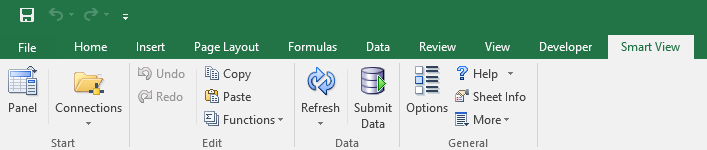 File Home Insert Page Layout Formulas Data Review View Developer Smart View
Panel
Connections
Start
Undo
Redo
Copy
Paste
Functions
Edit
Refresh
Submit
Data
Data
Options
Help
Sheet Info
More
General